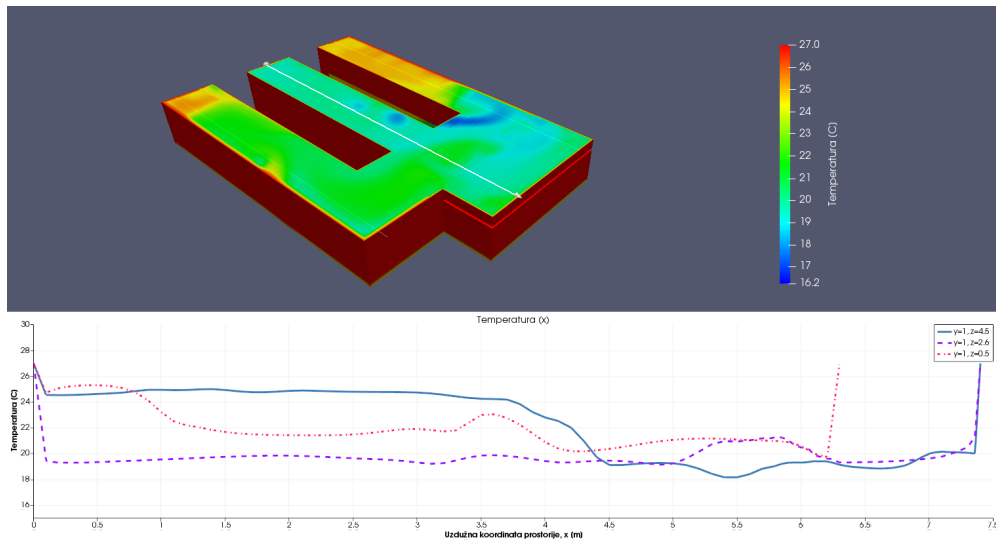 27.0
26
25
24
23
22
21
20
19
18
17
16.2
Temperatura (C)
Temperatura (x)
30
28
26
24
22
20
18
16
Temperatura (C)
y=1, z=4.5
y=1, z=2.6
y=1, z=0.5
0 0.5 1 1.5 2 2.5 3 3.5 4 4.5 5 5.5 6 6.5 7 7.5
Uzdužna koordinata prostorije, x (m)